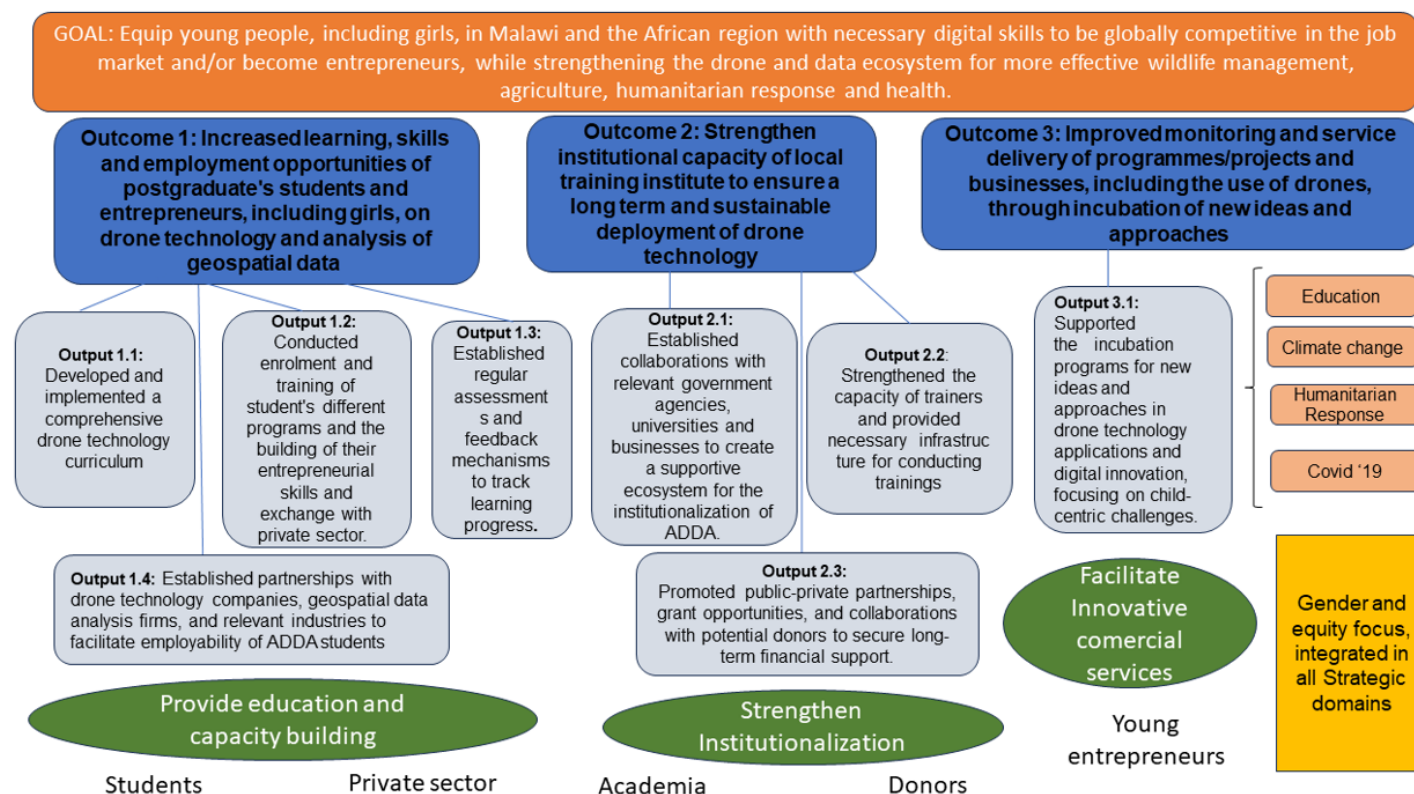 GOAL: Equip young people, including girls, in Malawi and the African region with necessary digital skills to be globally competitive in the job
market and/or become entrepreneurs, while strengthening the drone and data ecosystem for more effective wildlife management,
agriculture, humanitarian response and health.
Outcome 1: Increased learning, skills
and employment opportunities of
postgraduate's students and
entrepreneurs, including girls, on
drone technology and analysis of
geospatial data
Outcome 2: Strengthen
institutional capacity of local
training institute to ensure a
long term and sustainable
deployment of drone
technology
Outcome 3: Improved monitoring and service
delivery of programmes/projects and
businesses, including the use of drones,
through incubation of new ideas and
approaches
Output 1.1:
Developed and
implemented a
comprehensive
drone technology
curriculum
Output 1.2:
Conducted
enrolment and
training of
student's different
programs and the
building of their
entrepreneurial
skills and
exchange with
private sector.
Output 1.3:
Established
regular
assessment
s and
feedback
mechanisms
to track
learning
progress.
Output 2.1:
Established
collaborations with
relevant government
agencies,
universities and
businesses to create
a supportive
ecosystem for the
institutionalization of
ADDA.
Output 2.2:
Strengthened the
capacity of trainers
and provided
necessary infrastruc
ture for conducting
trainings
Output 3.1:
Supported
the incubation
programs for new
ideas and
approaches in
drone technology
applications and
digital innovation,
focusing on child-
centric challenges.
Education
Climate change
Humanitarian
Response
Covid ‘19
Output 1.4: Established partnerships with
drone technology companies, geospatial data
analysis firms, and relevant industries to
facilitate employability of ADDA students
Output 2.3:
Promoted public-private partnerships,
grant opportunities, and collaborations
with potential donors to secure long-
term financial support.
Facilitate
Innovative
comercial
services
Gender and
equity focus,
integrated in
all Strategic
domains
Provide education and
capacity building
Strengthen
Institutionalization
Young
entrepreneurs
Students
Private sector
Academia
Donors